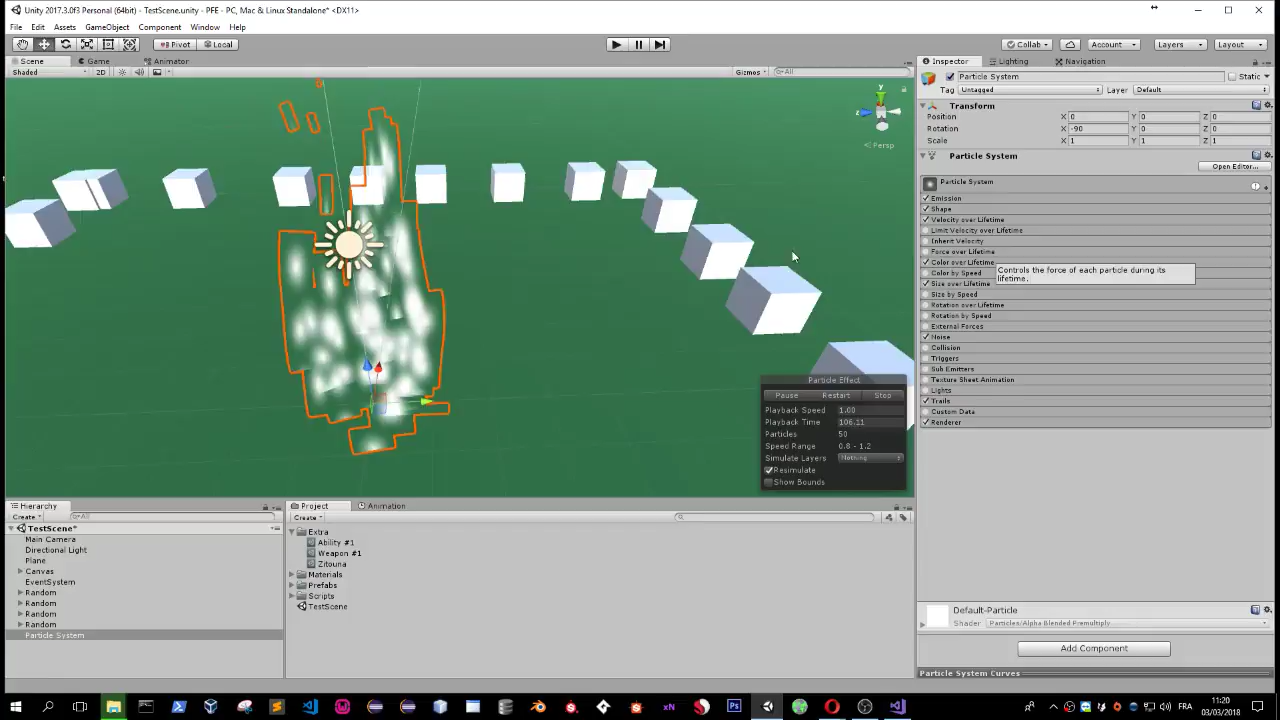 Unity 2017.3.0f3 Personal (64bit) - TestScene.unity - PFE - PC, Mac & Linux Standalone* <DX11>
File Edit Assets GameObject Component Window Help
Pivot Local Collab Account Layers Layout
Scene Game Animator
Shaded 2D Gizmos All
y
z
Persp
Particle Effect
Pause Restart Stop
Playback Speed 1.00
Playback Time 106.11
Particles 50
Speed Range 0.8 - 1.2
Simulate Layers Nothing
Resimulate
Show Bounds
Inspector Lighting Navigation
Particle System Static
Tag Untagged Layer Default
Transform
Position X 0 Y 0 Z 0
Rotation X -90 Y 0 Z 0
Scale X 1 Y 1 Z 1
Particle System
Open Editor...
Particle System
Emission
Shape
Velocity over Lifetime
Limit Velocity over Lifetime
Inherit Velocity
Force over Lifetime
Color over Lifetime
Controls the force of each particle during its
lifetime.
Color by Speed
Size over Lifetime
Size by Speed
Rotation over Lifetime
Rotation by Speed
External Forces
Noise
Collision
Triggers
Sub Emitters
Texture Sheet Animation
Lights
Trails
Custom Data
Renderer
Default-Particle
Shader Particles/Alpha Blended Premultiply
Add Component
Particle System Curves
Hierarchy
Create All
TestScene*
Main Camera
Directional Light
Plane
Canvas
EventSystem
Random
Random
Random
Random
Particle System
Project Animation
Create
Extra
Ability #1
Weapon #1
Zitouna
Materials
Prefabs
Scripts
TestScene
xN
Ps
FRA
11:20
03/03/2018